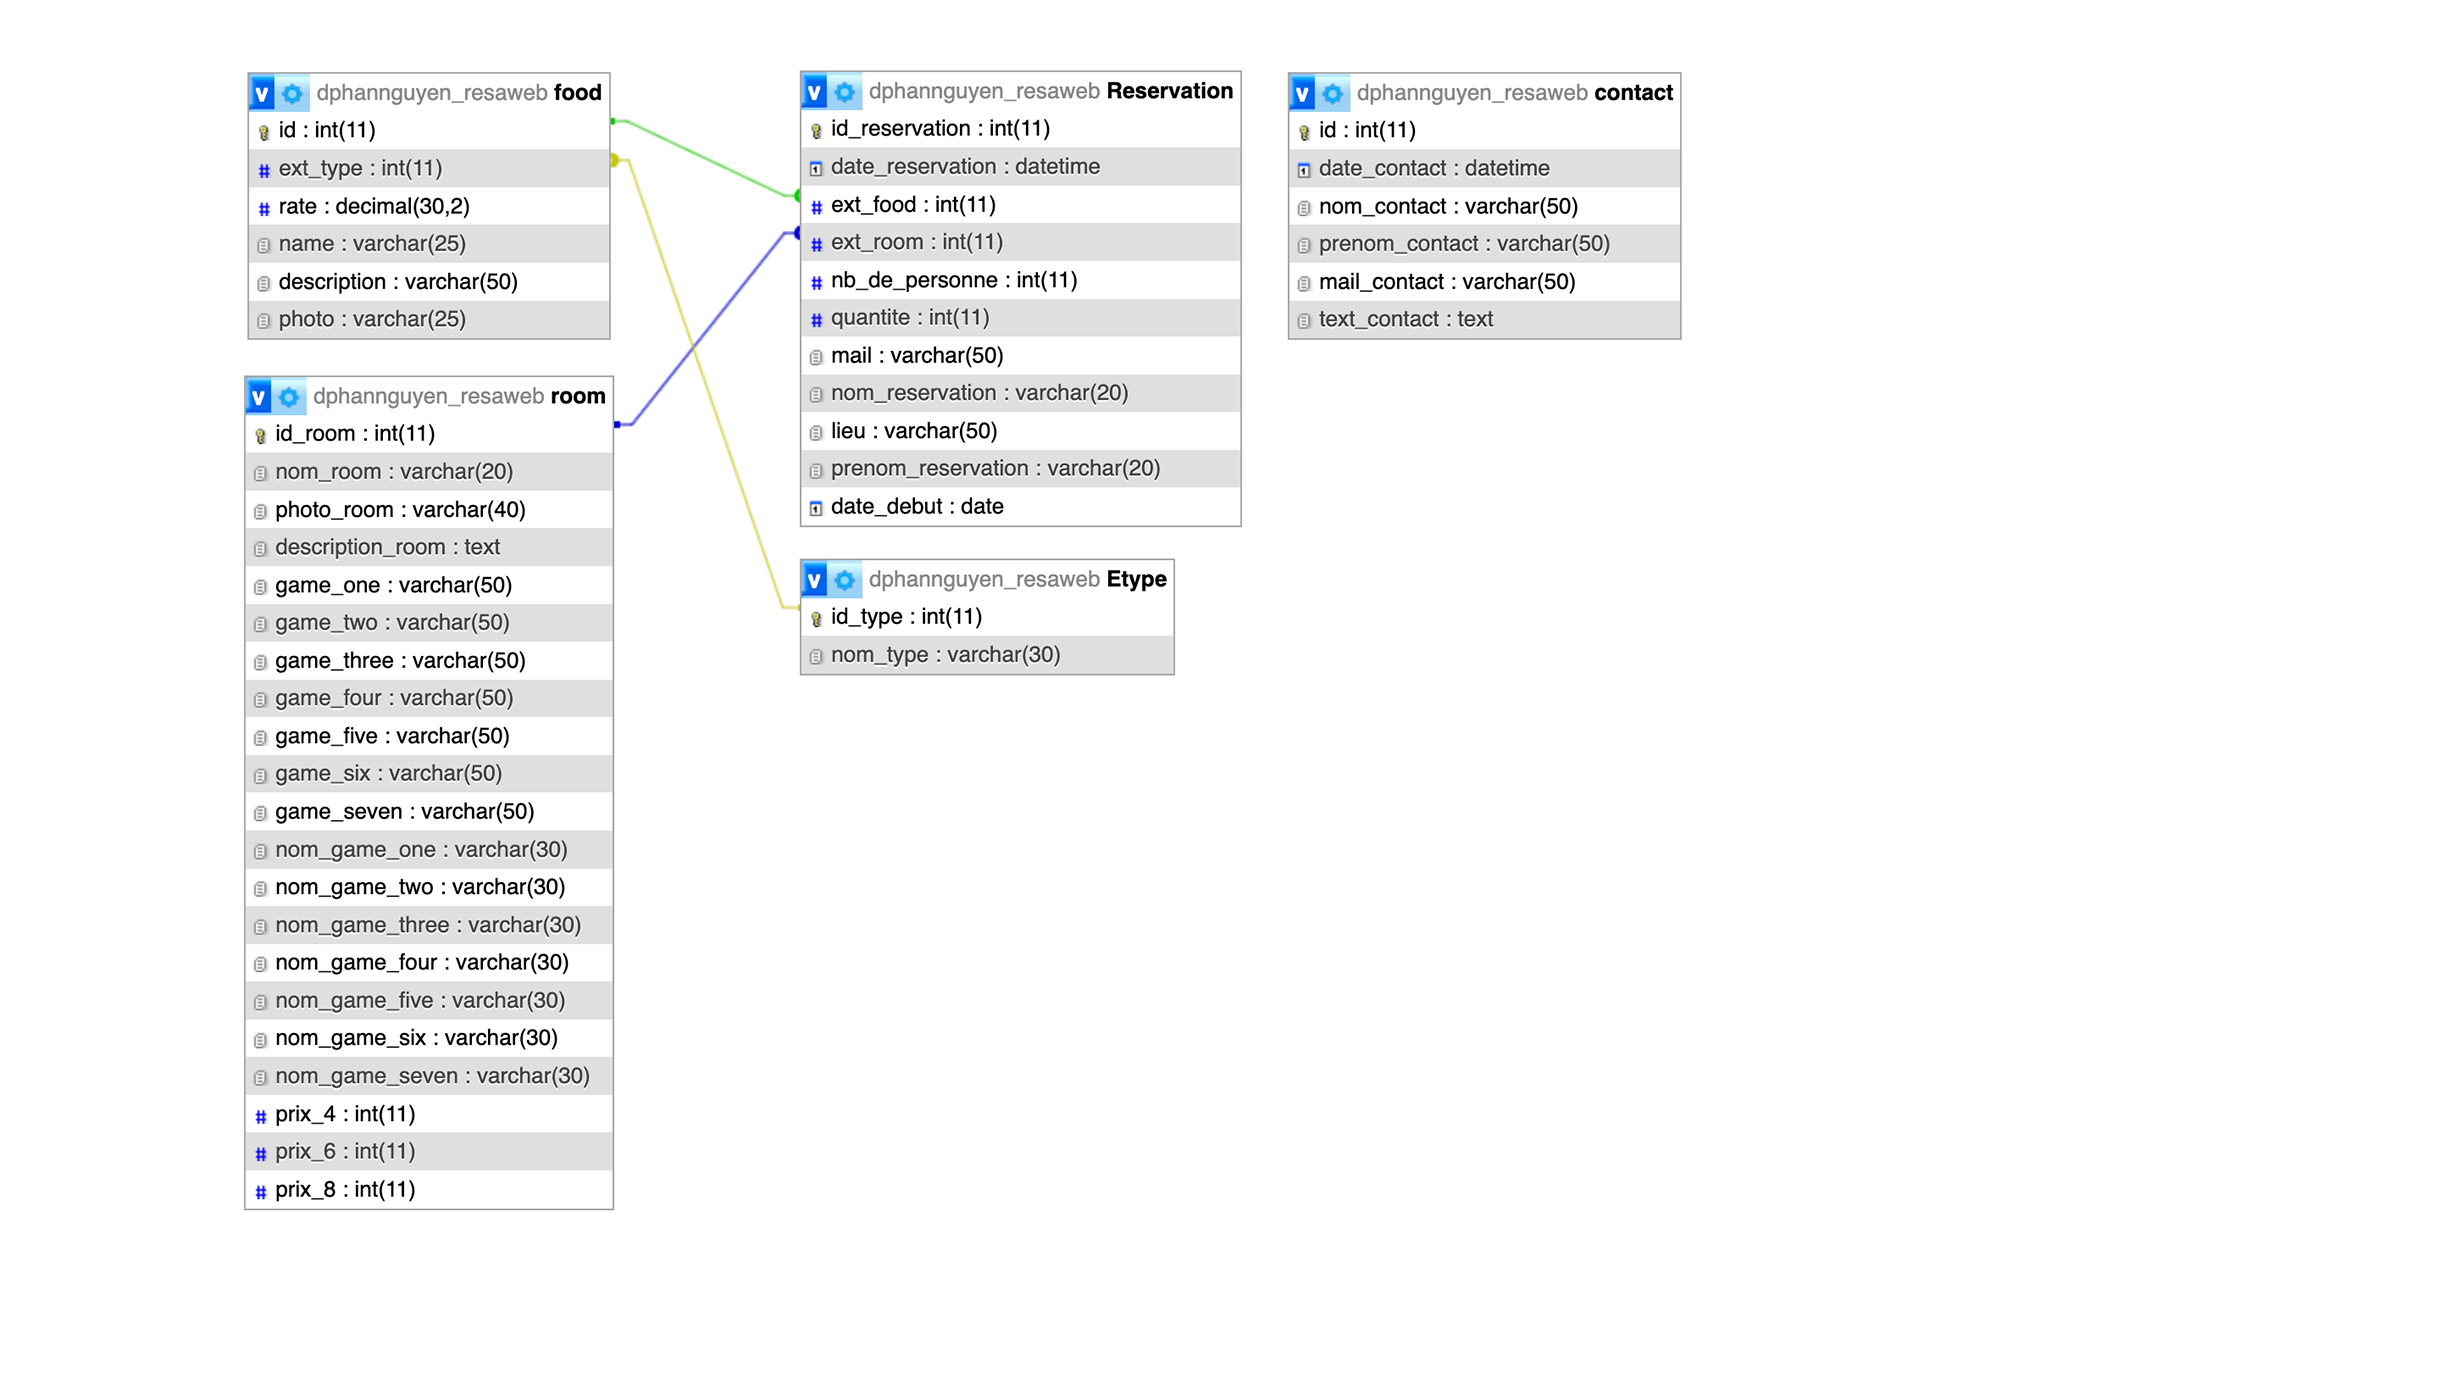 dphannguyen_resaweb food
id : int(11)
ext_type : int(11)
rate : decimal(30,2)
name : varchar(25)
description : varchar(50)
photo : varchar(25)
dphannguyen_resaweb room
id_room : int(11)
nom_room : varchar(20)
photo_room : varchar(40)
description_room : text
game_one : varchar(50)
game_two : varchar(50)
game_three : varchar(50)
game_four : varchar(50)
game_five : varchar(50)
game_six : varchar(50)
game_seven : varchar(50)
nom_game_one : varchar(30)
nom_game_two : varchar(30)
nom_game_three : varchar(30)
nom_game_four : varchar(30)
nom_game_five : varchar(30)
nom_game_six : varchar(30)
nom_game_seven : varchar(30)
prix_4 : int(11)
prix_6 : int(11)
prix_8 : int(11)
dphannguyen_resaweb Reservation
id_reservation : int(11)
date_reservation : datetime
ext_food : int(11)
ext_room : int(11)
nb_de_personne : int(11)
quantite : int(11)
mail : varchar(50)
nom_reservation : varchar(20)
lieu : varchar(50)
prenom_reservation : varchar(20)
date_debut : date
dphannguyen_resaweb Etype
id_type : int(11)
nom_type : varchar(30)
dphannguyen_resaweb contact
id : int(11)
date_contact : datetime
nom_contact : varchar(50)
prenom_contact : varchar(50)
mail_contact : varchar(50)
text_contact : text